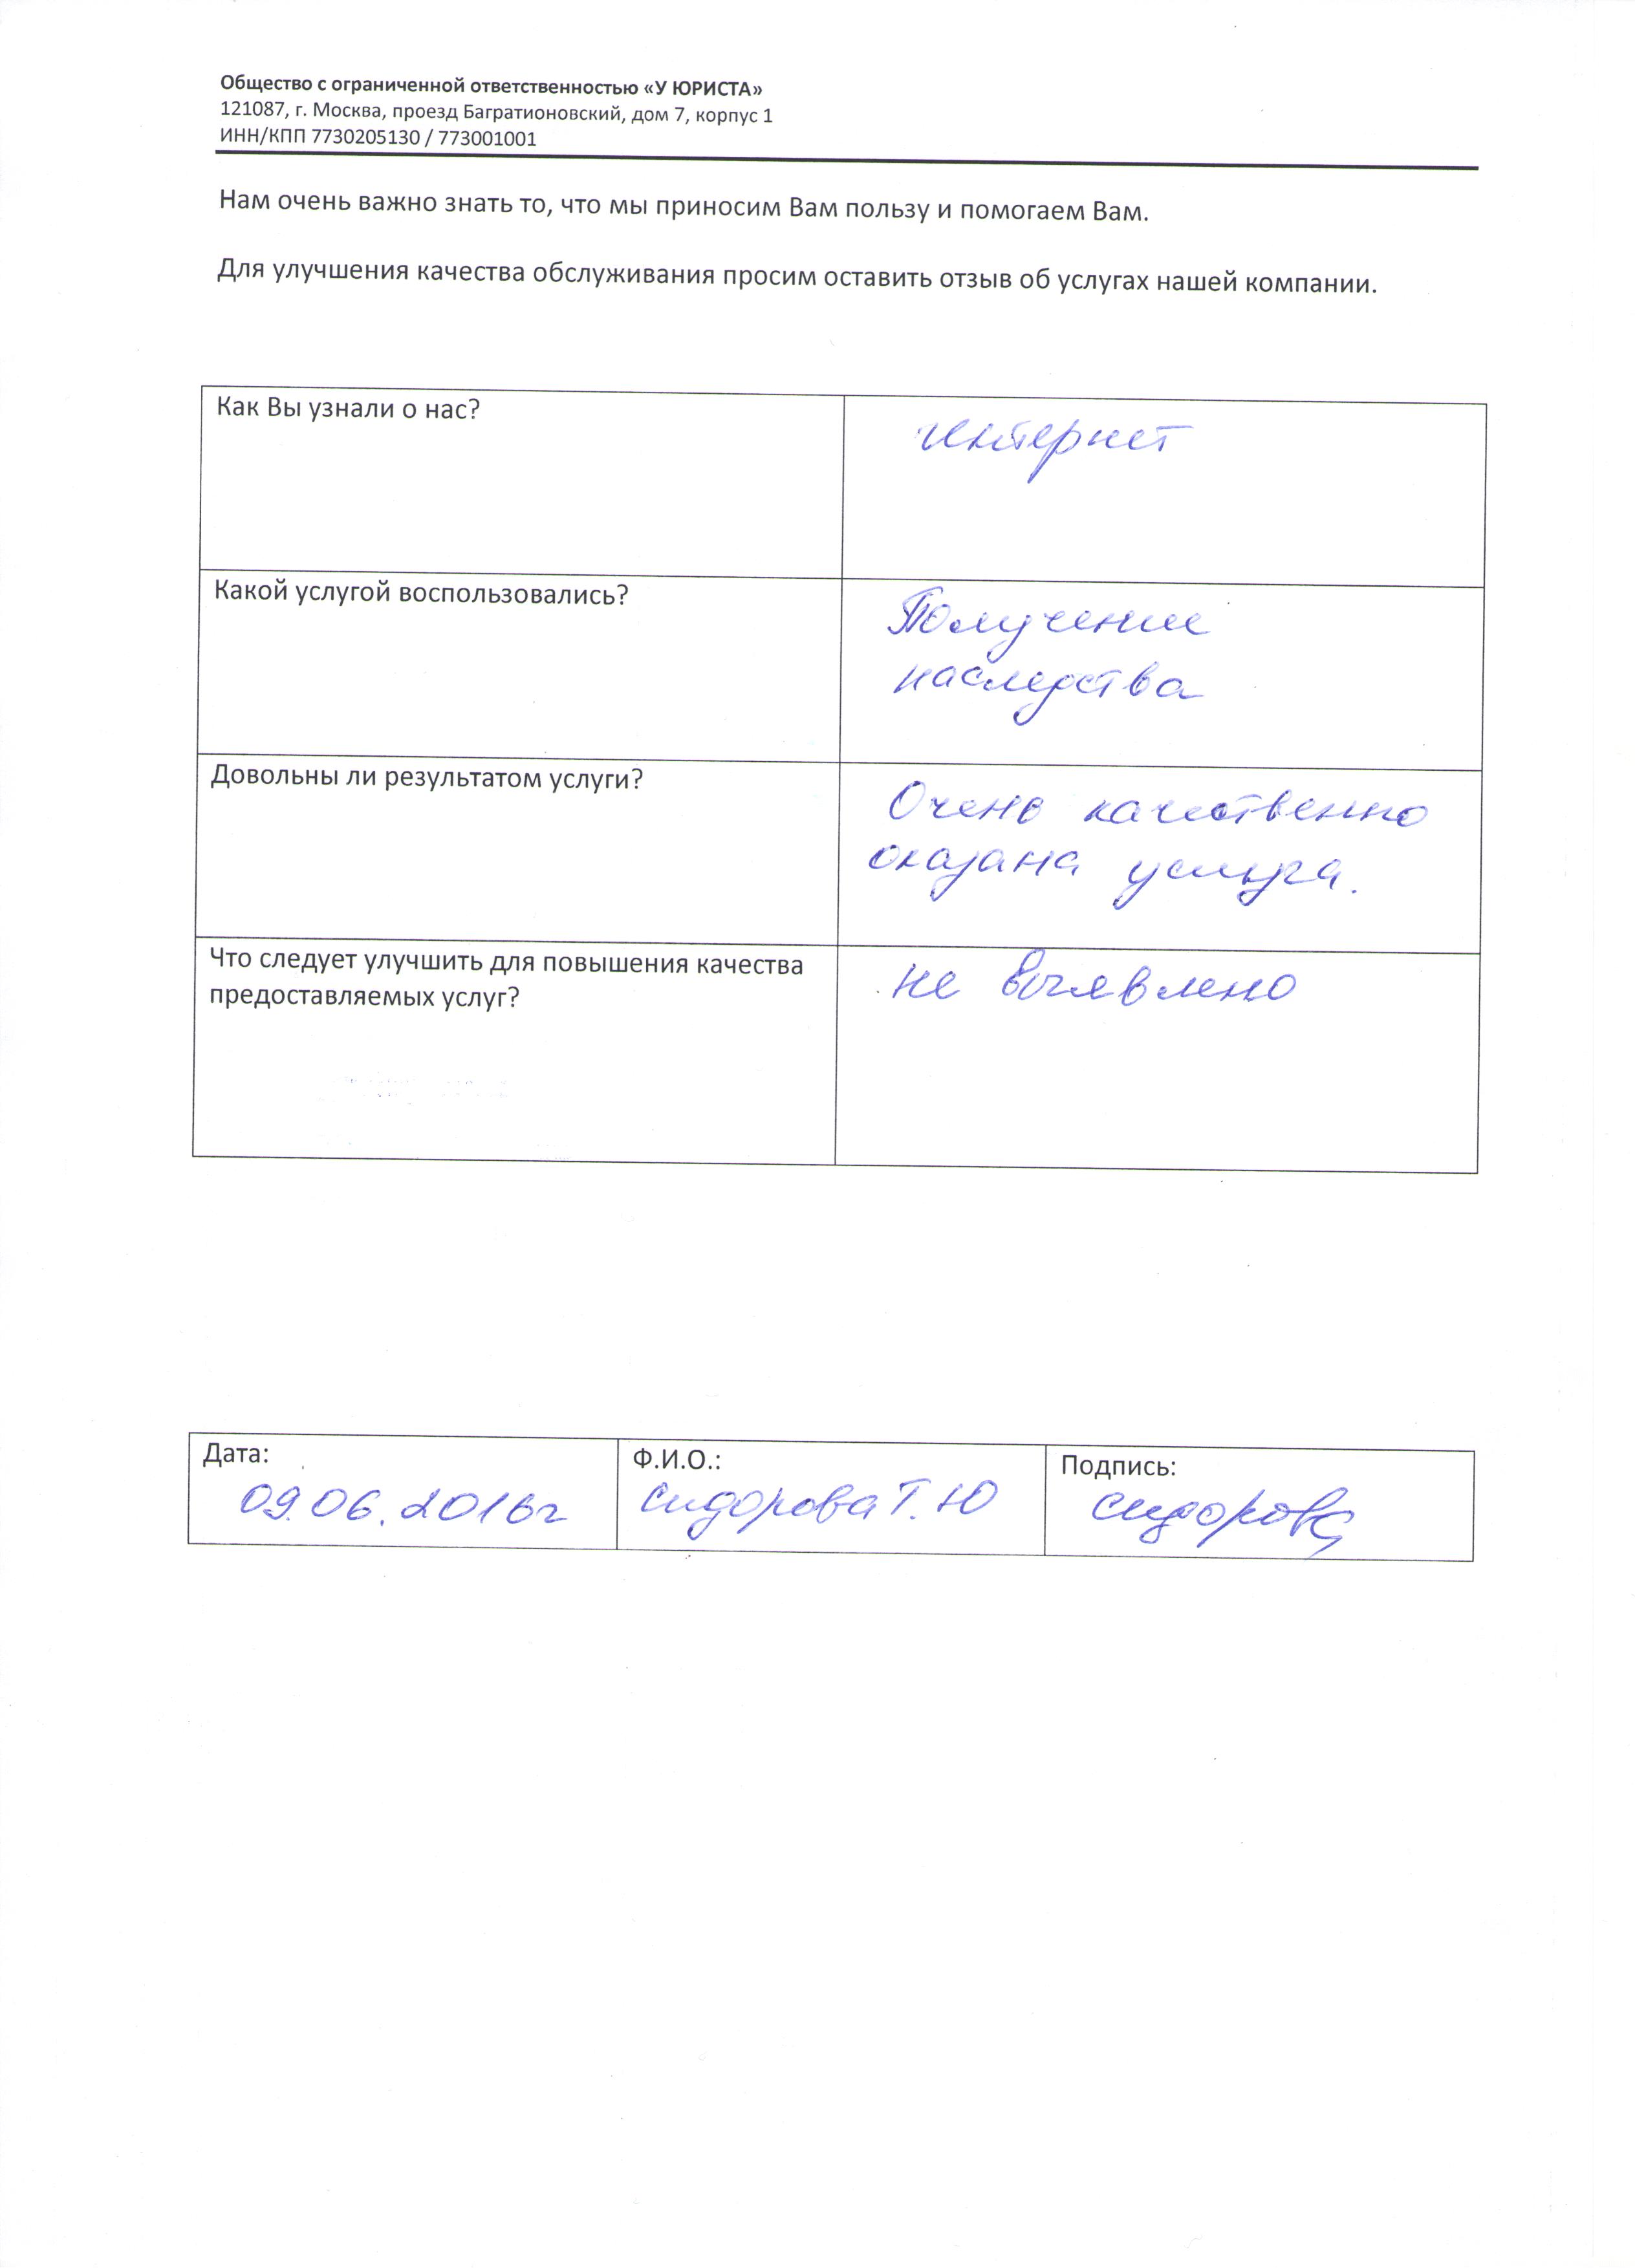 Общество с ограниченной ответственностью «У ЮРИСТА»
121087, г. Москва, проезд Багратионовский, дом 7, корпус 1
ИНН/КПП 7730205130 / 773001001
Нам очень важно знать то, что мы приносим Вам пользу и помогаем Вам.
Для улучшения качества обслуживания просим оставить отзыв об услугах нашей компании.
Как Вы узнали о нас?
интернет
Какой услугой воспользовались?
Получение
наследства
Довольны ли результатом услуги?
Очень качественно
оказана услуга.
Что следует улучшить для повышения качества
предоставляемых услуг?
не выявлено
Дата:
09.06.2016г
Ф.И.О.:
Сидорова Т.Ю
Подпись:
Сидорова